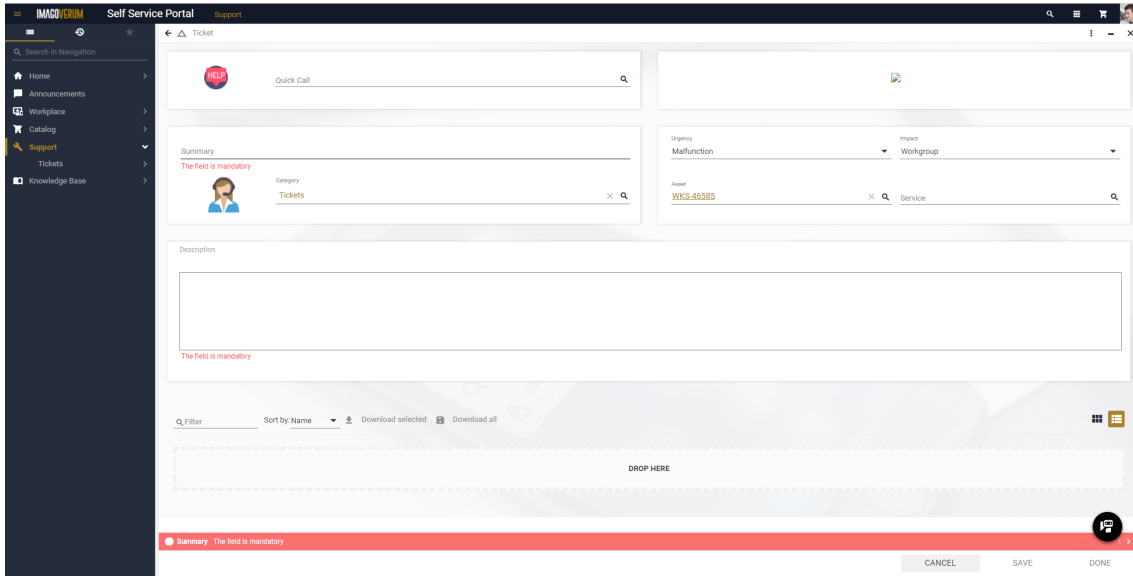 IMAGOVERUM Self Service Portal Support
Search in Navigation
Home
Announcements
Workplace
Catalog
Support
Tickets
Knowledge Base
Ticket
HELP
Quick Call
Summary
The field is mandatory
Category
Tickets
Urgency
Malfunction
Impact
Workgroup
Asset
WKS-46585
Service
Description
The field is mandatory
Filter Sort by: Name Download selected Download all
DROP HERE
Summary The field is mandatory
CANCEL SAVE DONE